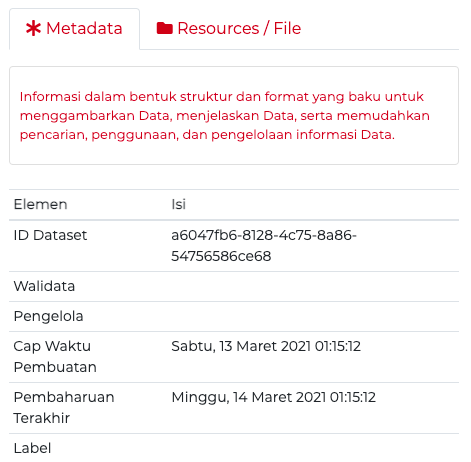 Metadata Resources / File
Informasi dalam bentuk struktur dan format yang baku untuk
menggambarkan Data, menjelaskan Data, serta memudahkan
pencarian, penggunaan, dan pengelolaan informasi Data.
Elemen Isi
ID Dataset a6047fb6-8128-4c75-8a86-
54756586ce68
Walidata
Pengelola
Cap Waktu Sabtu, 13 Maret 2021 01:15:12
Pembuatan
Pembaharuan Minggu, 14 Maret 2021 01:15:12
Terakhir
Label